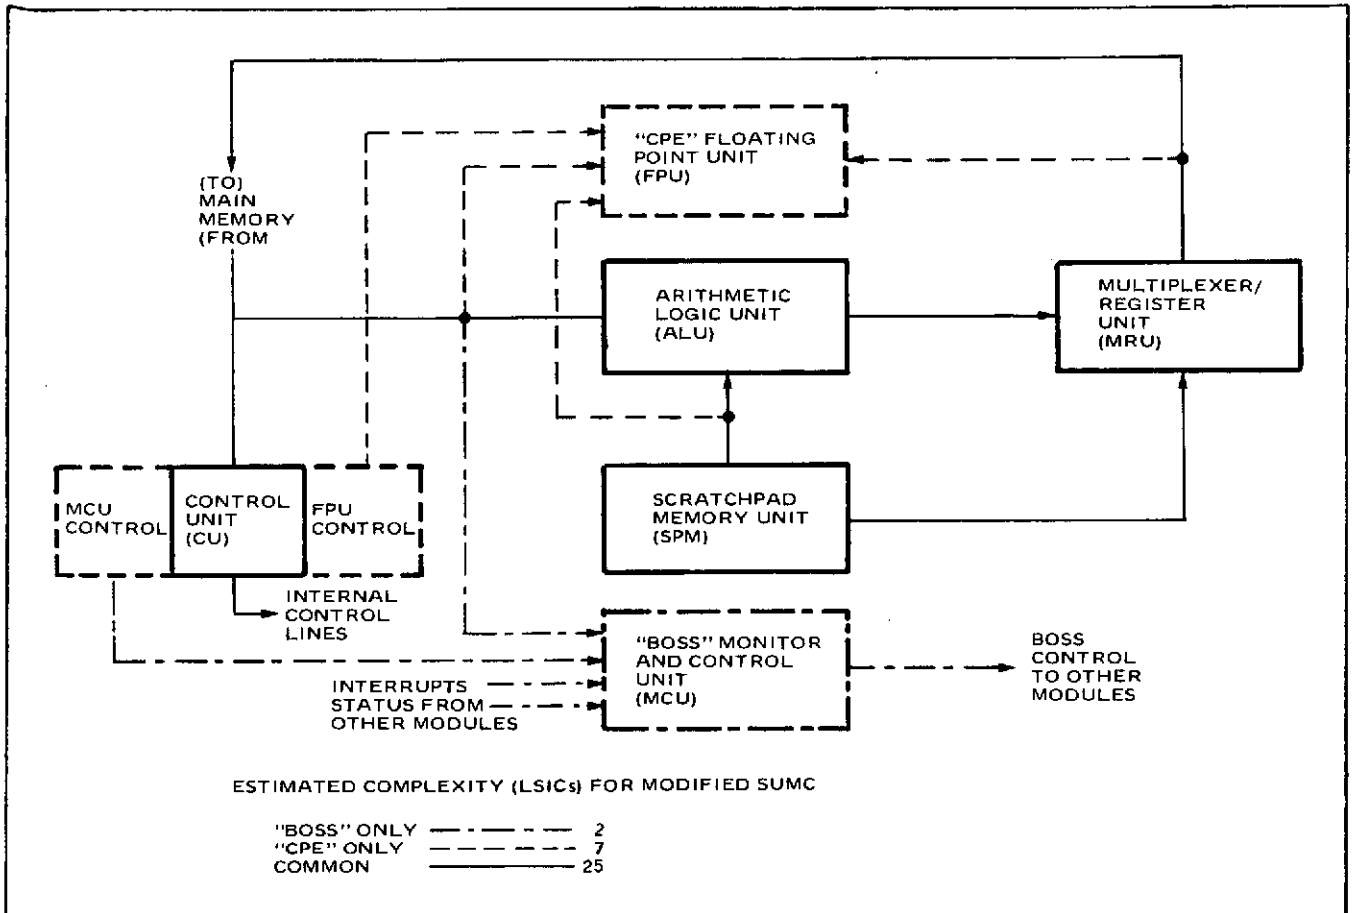 "CPE" FLOATING
POINT UNIT
(FPU)
(TO)
MAIN
MEMORY
(FROM
ARITHMETIC
LOGIC UNIT
(ALU)
MULTIPLEXER/
REGISTER
UNIT
(MRU)
MCU
CONTROL
CONTROL
UNIT
(CU)
FPU
CONTROL
SCRATCHPAD
MEMORY UNIT
(SPM)
INTERNAL
CONTROL
LINES
"BOSS" MONITOR
AND CONTROL
UNIT
(MCU)
INTERRUPTS
STATUS FROM
OTHER MODULES
BOSS
CONTROL
TO OTHER
MODULES
ESTIMATED COMPLEXITY (LSICs) FOR MODIFIED SUMC
"BOSS" ONLY 2
"CPE" ONLY 7
COMMON 25